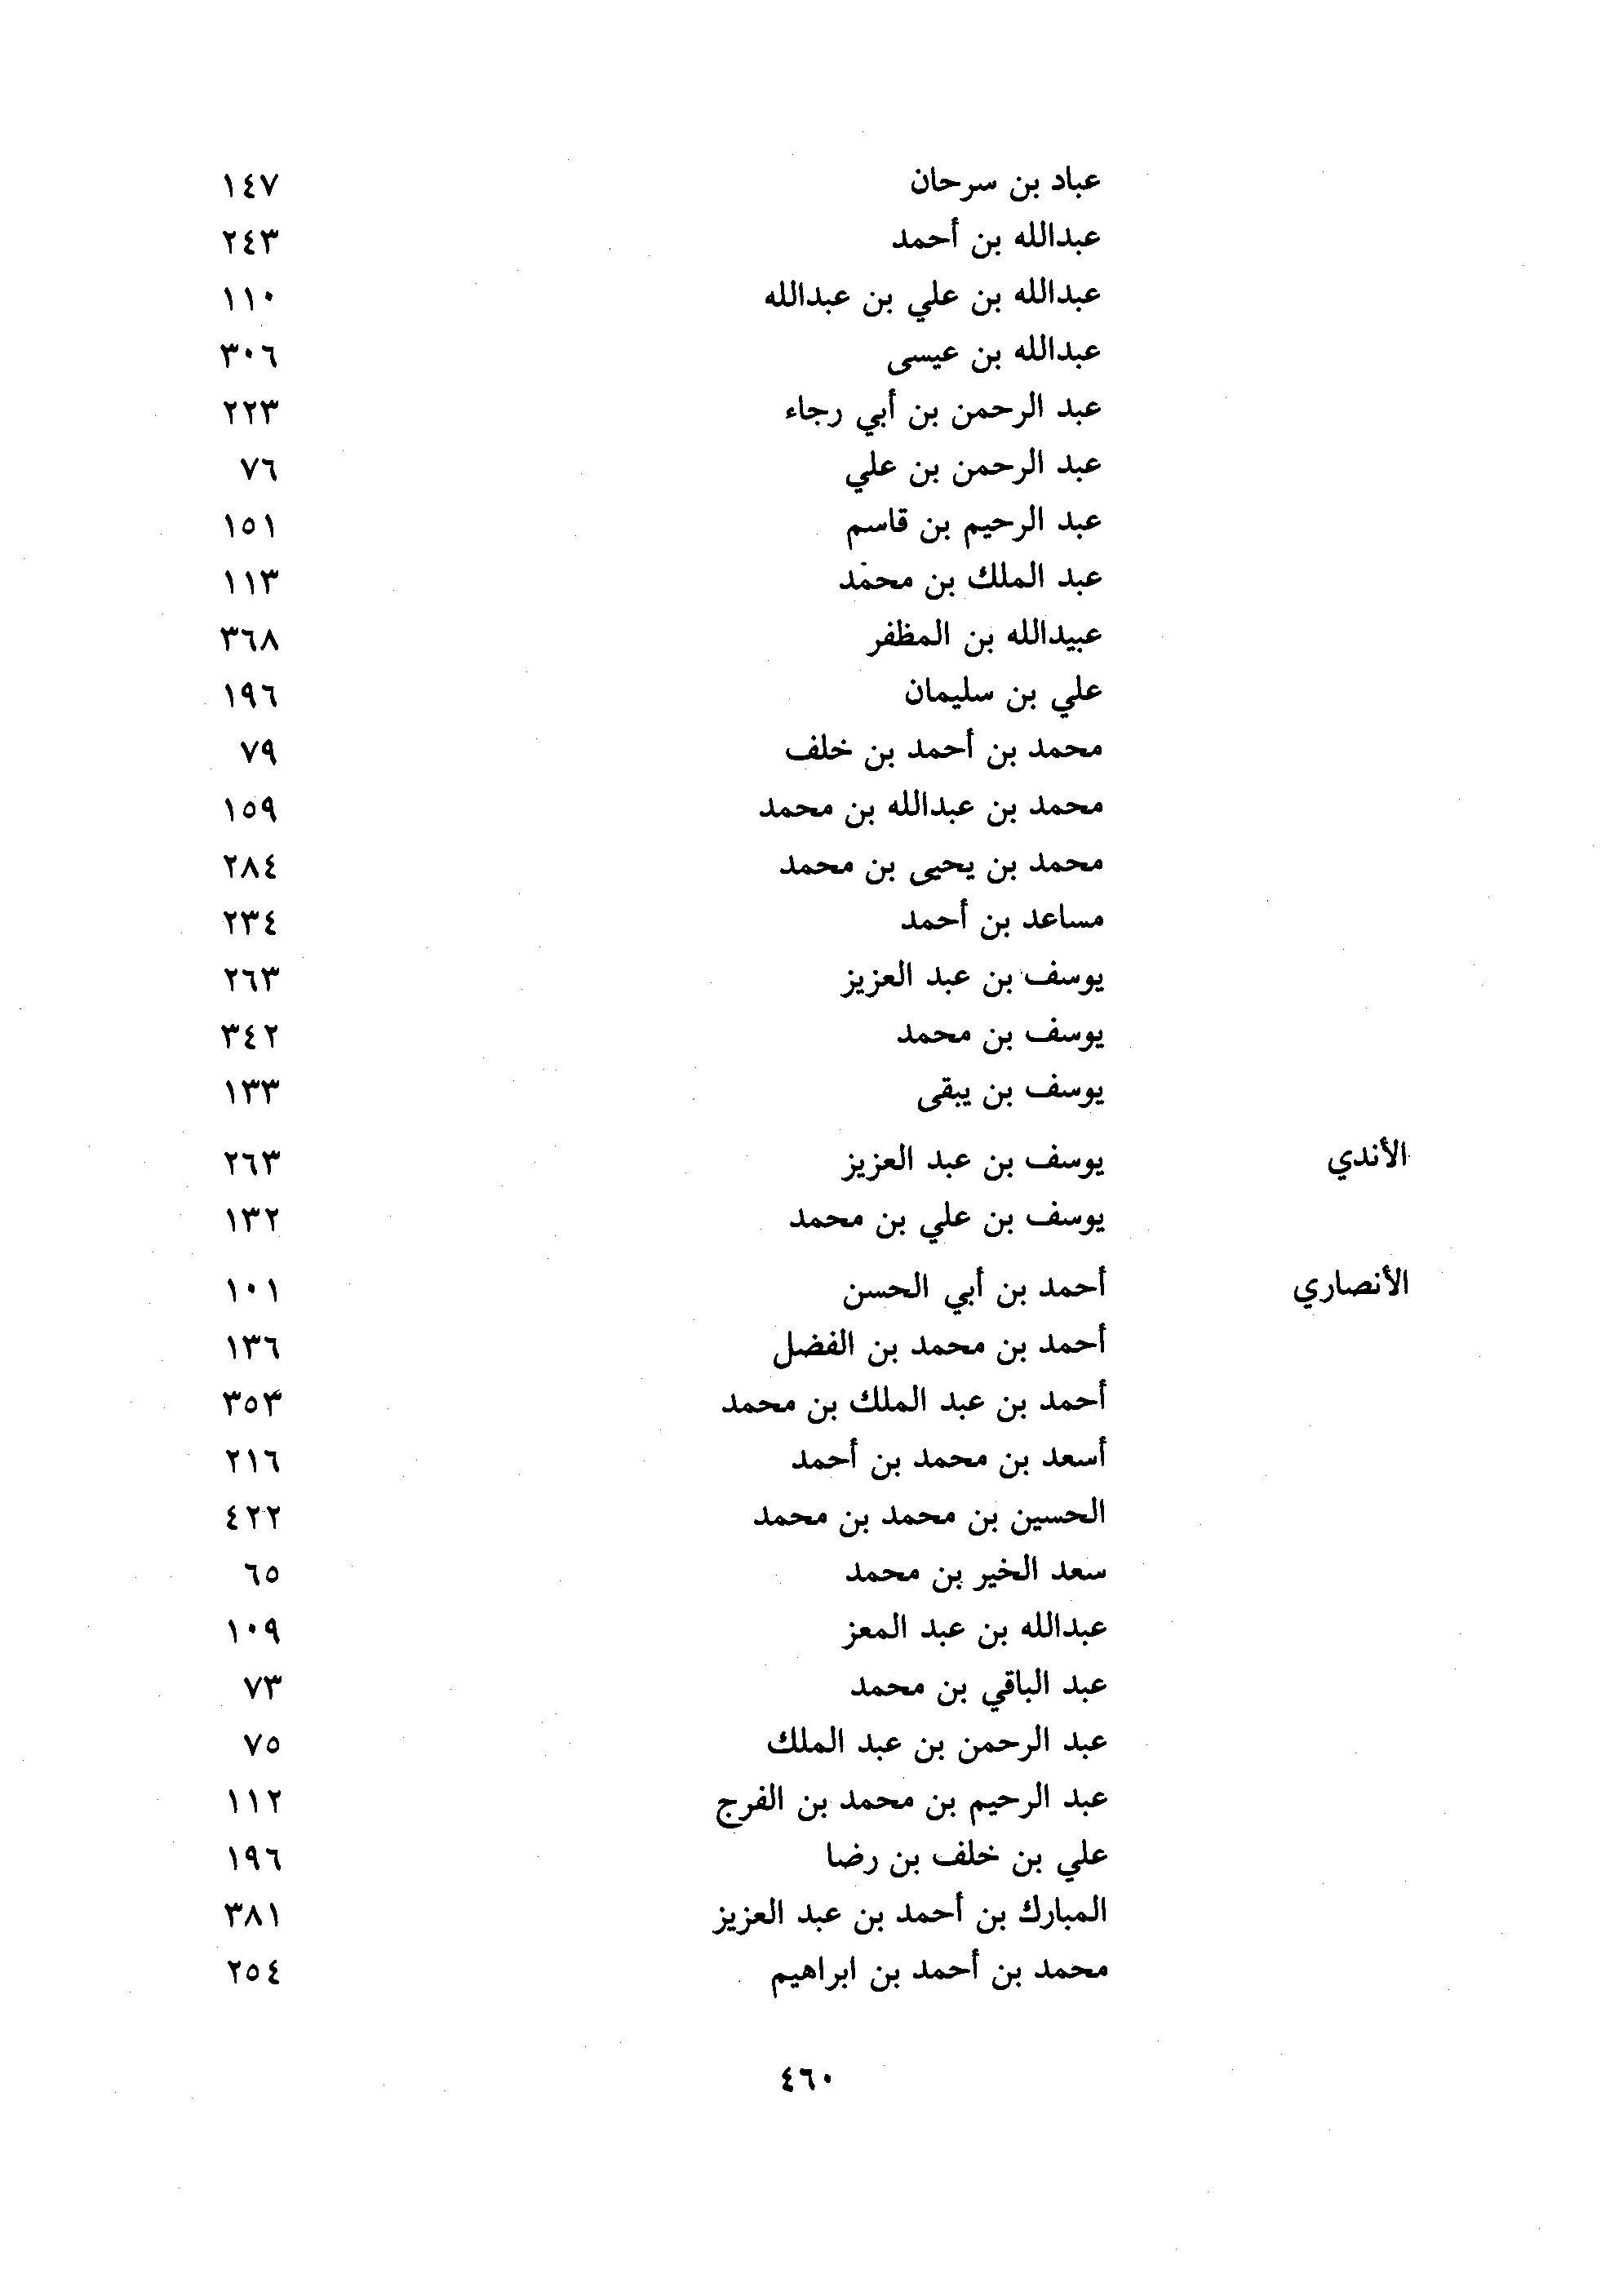 عباد بن سرحان ١٤٧
عبدالله بن أحمد ٢٤٣
عبدالله بن علي بن عبدالله ١١٠
عبدالله بن عيسى ٣٠٦
عبد الرحمن بن أبي رجاء ٢٢٣
عبد الرحمن بن علي ٧٦
عبد الرحيم بن قاسم ١٥١
عبد الملك بن محمد ١١٣
عبيدالله بن المظفر ٣٦٨
علي بن سليمان ١٩٦
محمد بن أحمد بن خلف ٧٩
محمد بن عبدالله بن محمد ١٥٩
محمد بن يحيى بن محمد ٢٨٤
مساعد بن أحمد ٢٣٤
يوسف بن عبد العزيز ٢٦٣
يوسف بن محمد ٣٤٢
يوسف بن يبقى ١٣٣
الأندي يوسف بن عبد العزيز ٢٦٣
يوسف بن علي بن محمد ١٣٢
الأنصاري أحمد بن أبي الحسن ١٠١
أحمد بن محمد بن الفضل ١٣٦
أحمد بن عبد الملك بن محمد ٣٥٣
أسعد بن محمد بن أحمد ٢١٦
الحسين بن محمد بن محمد ٤٢٢
سعد الخير بن محمد ٦٥
عبدالله بن عبد المعز ١٠٩
عبد الباقي بن محمد ٧٣
عبد الرحمن بن عبد الملك ٧٥
عبد الرحيم بن محمد بن الفرج ١١٢
علي بن خلف بن رضا ١٩٦
المبارك بن أحمد بن عبد العزيز ٣٨١
محمد بن أحمد بن ابراهيم ٢٥٤
٤٦٠